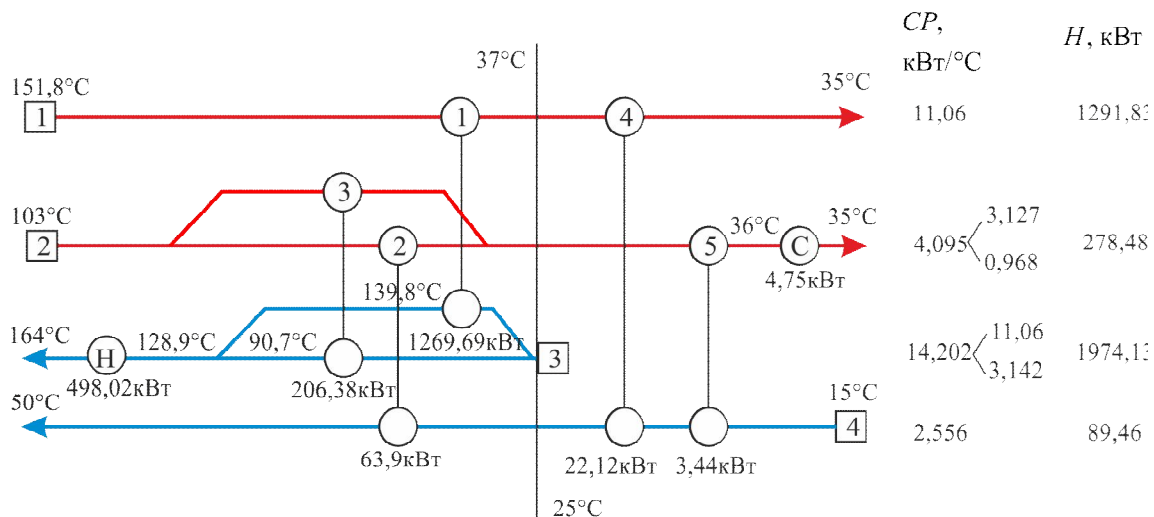 CP,
кВт/°C
H, кВт
37°C
151,8°C
35°C
1
1
4
11,06
1291,83
3
103°C
36°C
35°C
3,127
2
2
5
C
4,095
278,48
0,968
4,75кВт
139,8°C
164°C
128,9°C
90,7°C
1269,69кВт
11,06
H
3
14,202
1974,13
498,02кВт
206,38кВт
3,142
50°C
15°C
4
2,556
89,46
63,9кВт
22,12кВт
3,44кВт
25°C